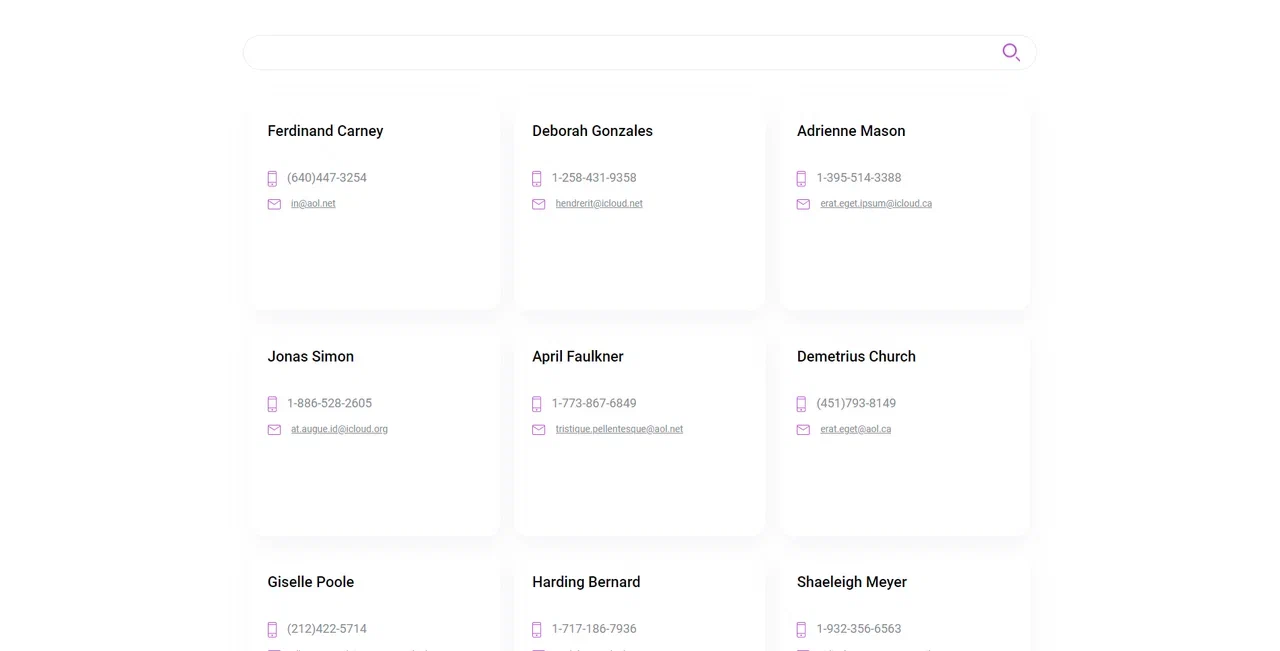 Ferdinand Carney
(640)447-3254
in@aol.net
Deborah Gonzales
1-258-431-9358
hendrerit@icloud.net
Adrienne Mason
1-395-514-3388
erat.eget.ipsum@icloud.ca
Jonas Simon
1-886-528-2605
at.augue.id@icloud.org
April Faulkner
1-773-867-6849
tristique.pellentesque@aol.net
Demetrius Church
(451)793-8149
erat.eget@aol.ca
Giselle Poole
(212)422-5714
Harding Bernard
1-717-186-7936
Shaeleigh Meyer
1-932-356-6563